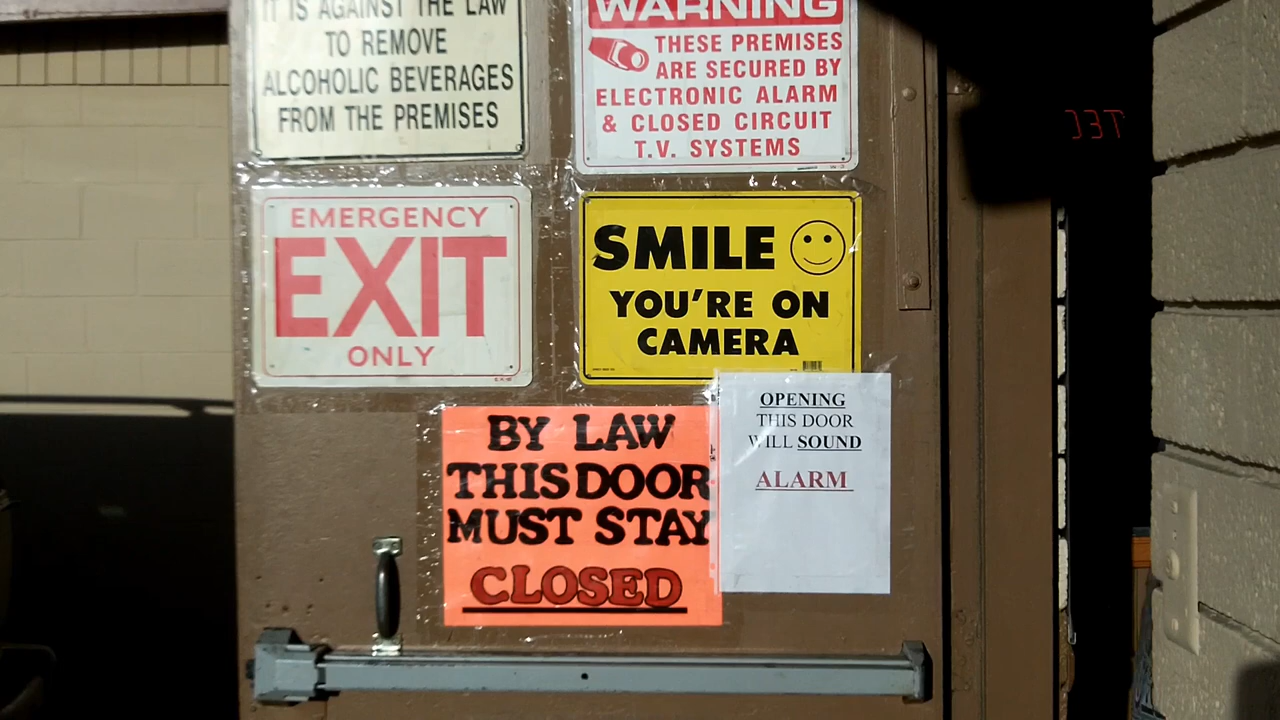 IT IS AGAINST THE LAW
TO REMOVE
ALCOHOLIC BEVERAGES
FROM THE PREMISES
WARNING
THESE PREMISES
ARE SECURED BY
ELECTRONIC ALARM
& CLOSED CIRCUIT
T.V. SYSTEMS
EMERGENCY
EXIT
ONLY
SMILE
YOU'RE ON
CAMERA
BY LAW
THIS DOOR
MUST STAY
CLOSED
OPENING
THIS DOOR
WILL SOUND
ALARM